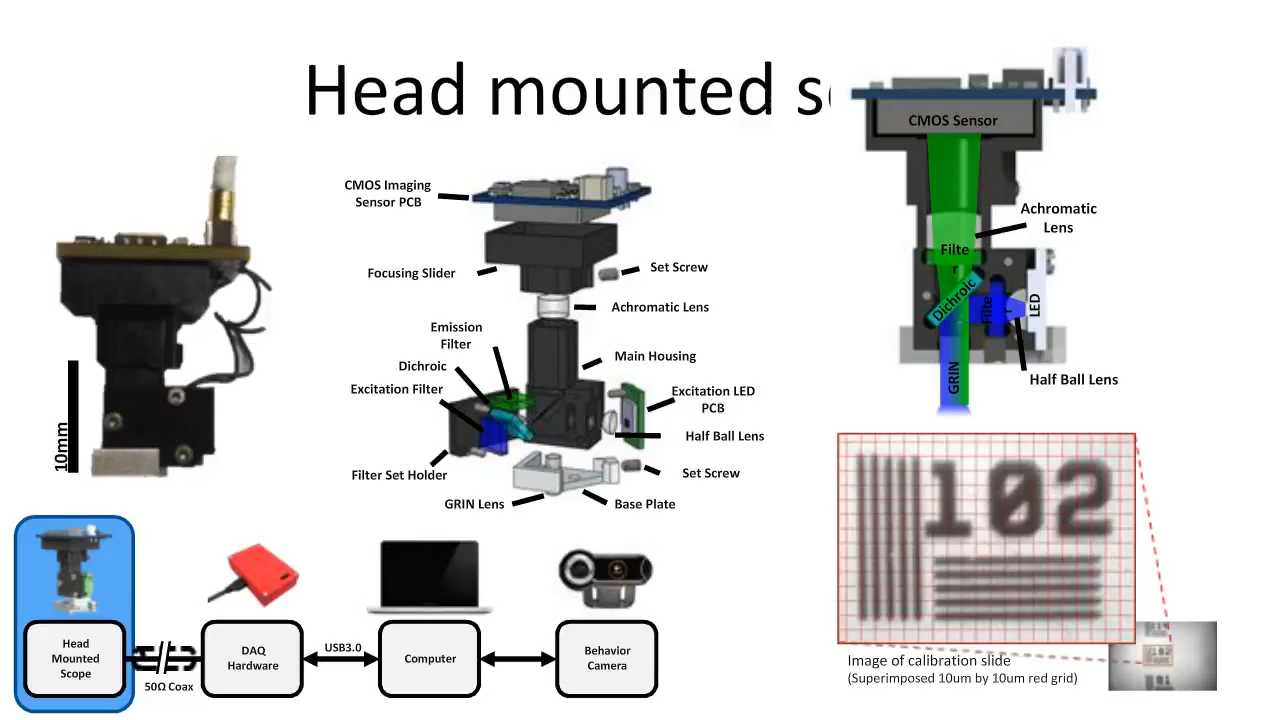 Head mounted sc
CMOS Sensor
Achromatic
Lens
Filte
r
Dichroic
Filte
r
LED
GRIN
Half Ball Lens
CMOS Imaging
Sensor PCB
Focusing Slider
Set Screw
Achromatic Lens
Emission
Filter
Main Housing
Dichroic
Excitation Filter
Excitation LED
PCB
Half Ball Lens
Filter Set Holder
Set Screw
GRIN Lens
Base Plate
10mm
102
Image of calibration slide
(Superimposed 10um by 10um red grid)
102
Head
Mounted
Scope
50Ω Coax
DAQ
Hardware
USB3.0
Computer
Behavior
Camera